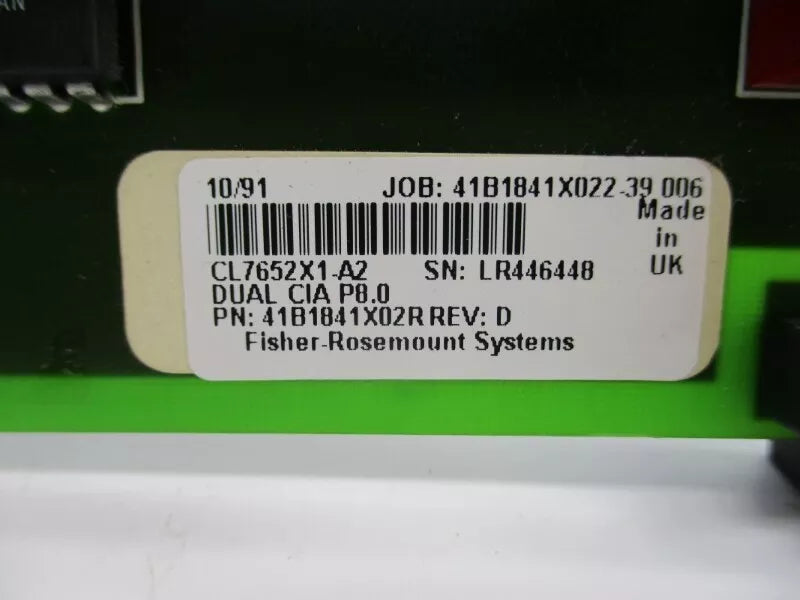 AN
10/91 JOB: 41B1841X022-39 006
Made
in
UK
CL7652X1-A2 SN: LR446448
DUAL CIA P8.0
PN: 41B1841X02R REV: D
Fisher-Rosemount Systems